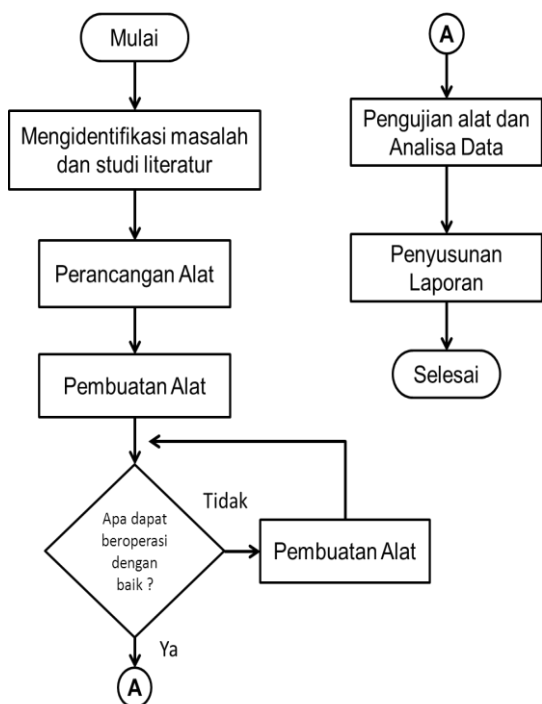 Mulai
Mengidentifikasi masalah
dan studi literatur
Perancangan Alat
Pembuatan Alat
Apa dapat
beroperasi
dengan
baik ?
Tidak
Pembuatan Alat
Ya
A
A
Pengujian alat dan
Analisa Data
Penyusunan
Laporan
Selesai